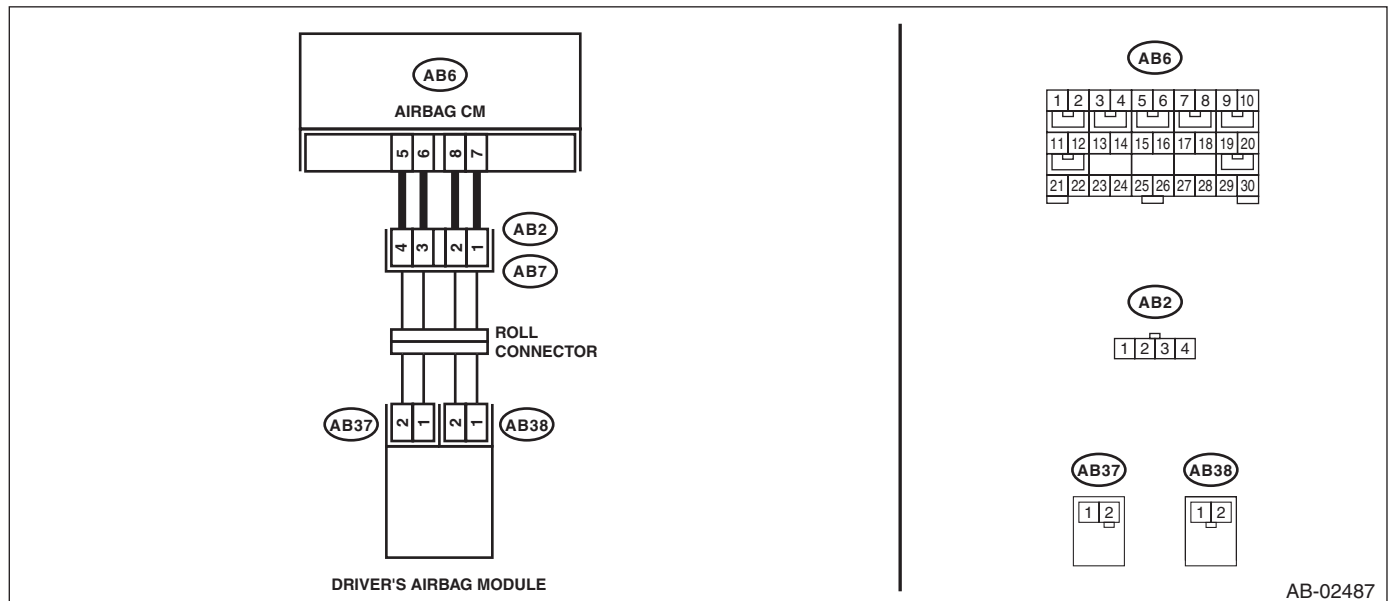 AB6
AIRBAG CM
5 6 8 7
4 3 2 1
AB2
AB7
ROLL
CONNECTOR
AB37
2 1 2 1
AB38
DRIVER'S AIRBAG MODULE
AB6
1 2 3 4 5 6 7 8 9 10
11 12 13 14 15 16 17 18 19 20
21 22 23 24 25 26 27 28 29 30
AB2
1 2 3 4
AB37
1 2
AB38
1 2
AB-02487